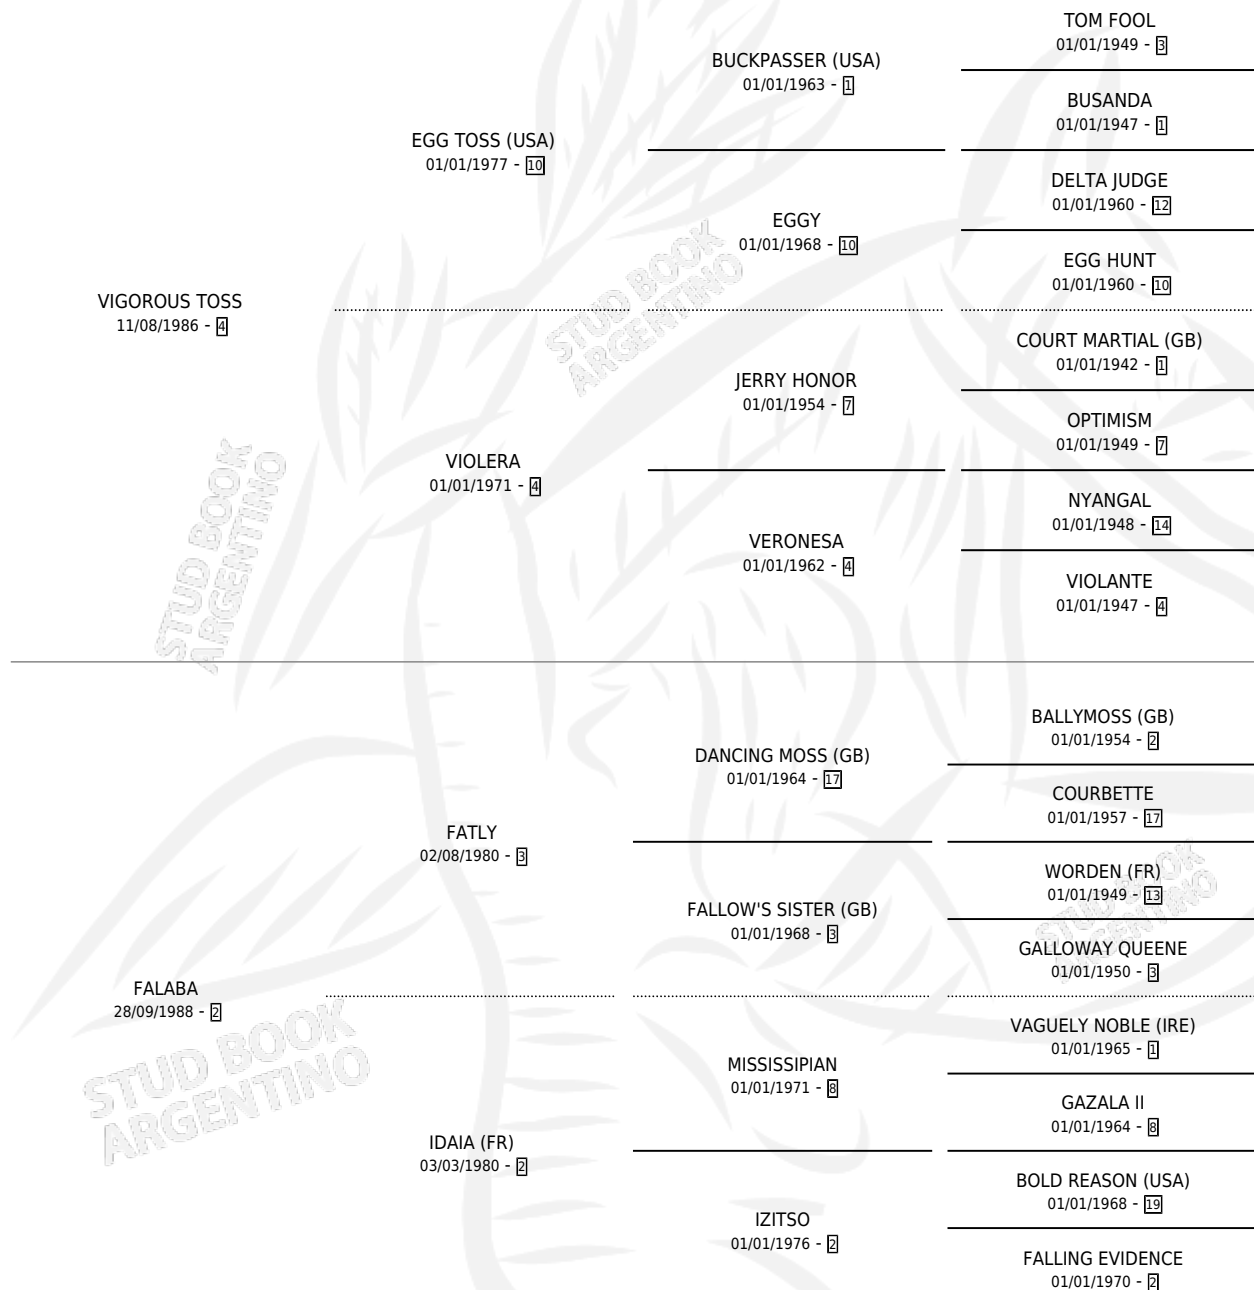 TOM FOOL
01/01/1949 - 3
BUCKPASSER (USA)
01/01/1963 - 1
BUSANDA
01/01/1947 - 1
EGG TOSS (USA)
01/01/1977 - 10
DELTA JUDGE
01/01/1960 - 12
EGGY
01/01/1968 - 10
EGG HUNT
01/01/1960 - 10
VIGOROUS TOSS
11/08/1986 - 4
STUD BOOK
ARGENTINO
COURT MARTIAL (GB)
01/01/1942 - 1
JERRY HONOR
01/01/1954 - 7
OPTIMISM
01/01/1949 - 7
VIOLERA
01/01/1971 - 4
NYANGAL
01/01/1948 - 14
VERONESA
01/01/1962 - 4
VIOLANTE
01/01/1947 - 4
STUD BOOK
ARGENTINO
BALLYMOSS (GB)
01/01/1954 - 2
DANCING MOSS (GB)
01/01/1964 - 17
COURBETTE
01/01/1957 - 17
FATLY
02/08/1980 - 3
WORDEN (FR)
01/01/1949 - 13
FALLOW'S SISTER (GB)
01/01/1968 - 3
STUD BOOK
ARGENTINO
GALLOWAY QUEENE
01/01/1950 - 3
FALABA
28/09/1988 - 2
VAGUELY NOBLE (IRE)
01/01/1965 - 1
STUD BOOK
ARGENTINO
MISSISSIPIAN
01/01/1971 - 8
GAZALA II
01/01/1964 - 8
IDAIA (FR)
03/03/1980 - 2
BOLD REASON (USA)
01/01/1968 - 19
IZITSO
01/01/1976 - 2
FALLING EVIDENCE
01/01/1970 - 2